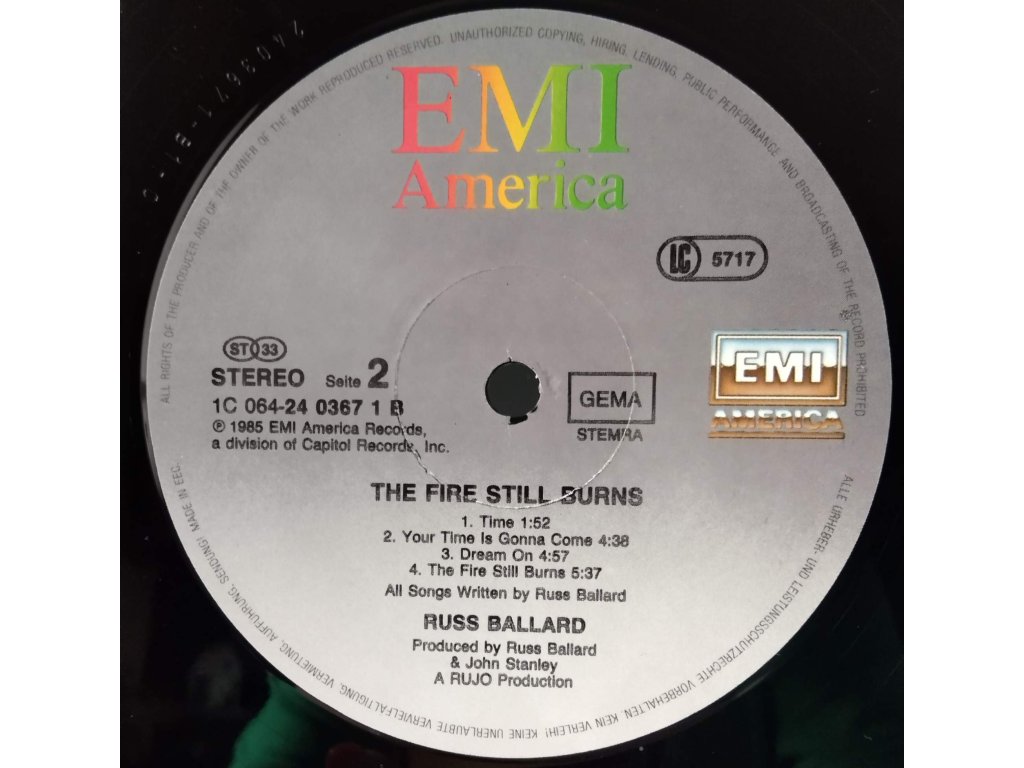 240367 1 - B1 - C
ALL RIGHTS OF THE PRODUCER AND OF THE OWNER OF THE WORK REPRODUCED RESERVED. UNAUTHORIZED COPYING, HIRING, LENDING, PUBLIC PERFORMANCE AND BROADCASTING OF THE RECORD PROHIBITED
EMI
America
LC 5717
ST 33
STEREO Seite 2
1C 064-24 0367 1 B
℗ 1985 EMI America Records,
a division of Capitol Records, Inc.
GEMA
STEMRA
EMI
AMERICA
THE FIRE STILL BURNS
1. Time 1:52
2. Your Time Is Gonna Come 4:38
3. Dream On 4:57
4. The Fire Still Burns 5:37
All Songs Written by Russ Ballard
RUSS BALLARD
Produced by Russ Ballard
& John Stanley
A RUJO Production
ALLE URHEBER- UND LEISTUNGSSCHUTZRECHTE VORBEHALTEN. KEIN VERLEIH! KEINE UNERLAUBTE VERVIELFÄLTIGUNG, VERMIETUNG, AUFFÜHRUNG, SENDUNG! MADE IN EEC.